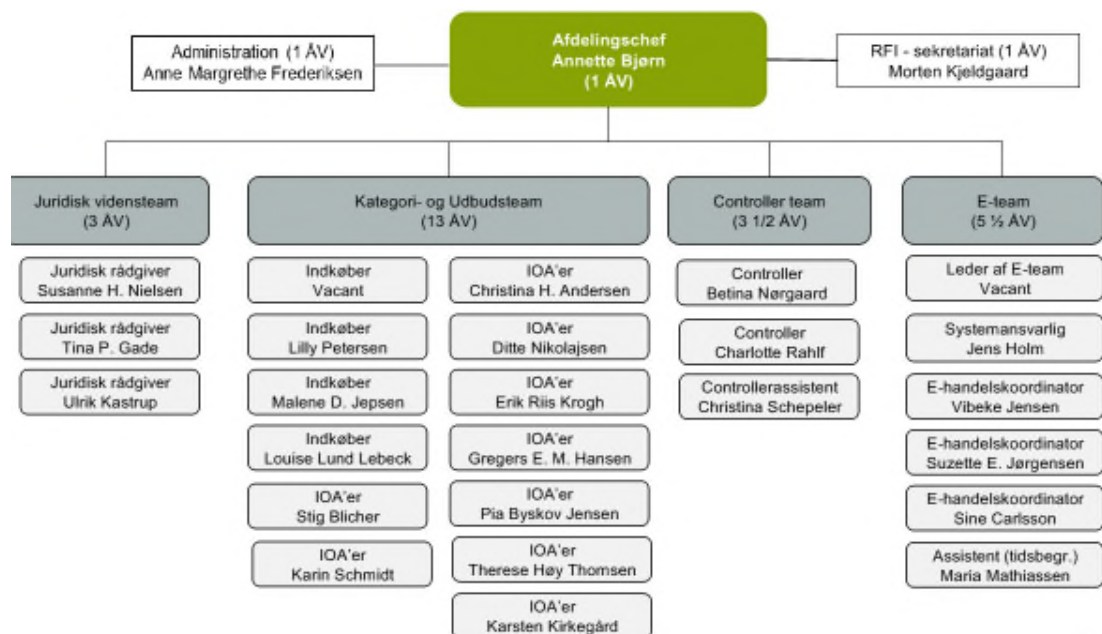 Administration (1 ÅV)
Anne Margrethe Frederiksen
Afdelingschef
Annette Bjørn
(1 ÅV)
RFI - sekretariat (1 ÅV)
Morten Kjeldgaard
Juridisk vidensteam
(3 ÅV)
Juridisk rådgiver
Susanne H. Nielsen
Juridisk rådgiver
Tina P. Gade
Juridisk rådgiver
Ulrik Kastrup
Kategori- og Udbudsteam
(13 ÅV)
Indkøber
Vacant
Indkøber
Lilly Petersen
Indkøber
Malene D. Jepsen
Indkøber
Louise Lund Lebeck
IOA'er
Stig Blicher
IOA'er
Karin Schmidt
IOA'er
Christina H. Andersen
IOA'er
Ditte Nikolajsen
IOA'er
Erik Riis Krogh
IOA'er
Gregers E. M. Hansen
IOA'er
Pia Byskov Jensen
IOA'er
Therese Høy Thomsen
IOA'er
Karsten Kirkegård
Controller team
(3 1/2 ÅV)
Controller
Betina Nørgaard
Controller
Charlotte Rahlf
Controllerassistent
Christina Schepeler
E-team
(5 ½ ÅV)
Leder af E-team
Vacant
Systemansvarlig
Jens Holm
E-handelskoordinator
Vibeke Jensen
E-handelskoordinator
Suzette E. Jørgensen
E-handelskoordinator
Sine Carlsson
Assistent (tidsbegr.)
Maria Mathiassen